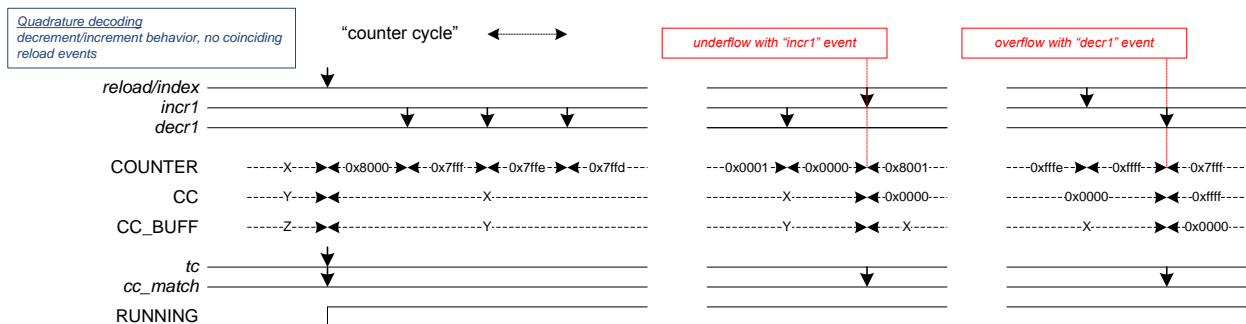 Quadrature decoding
decrement/increment behavior, no coinciding
reload events
“counter cycle”
underflow with “incr1” event
overflow with “decr1” event
reload/index
incr1
decr1
COUNTER X 0x8000 0x7fff 0x7ffe 0x7ffd 0x0001 0x0000 0x8001 0xfffe 0xffff 0x7fff
CC Y X X 0x0000 0x0000 0xffff
CC_BUFF Z Y Y X X 0x0000
tc
cc_match
RUNNING